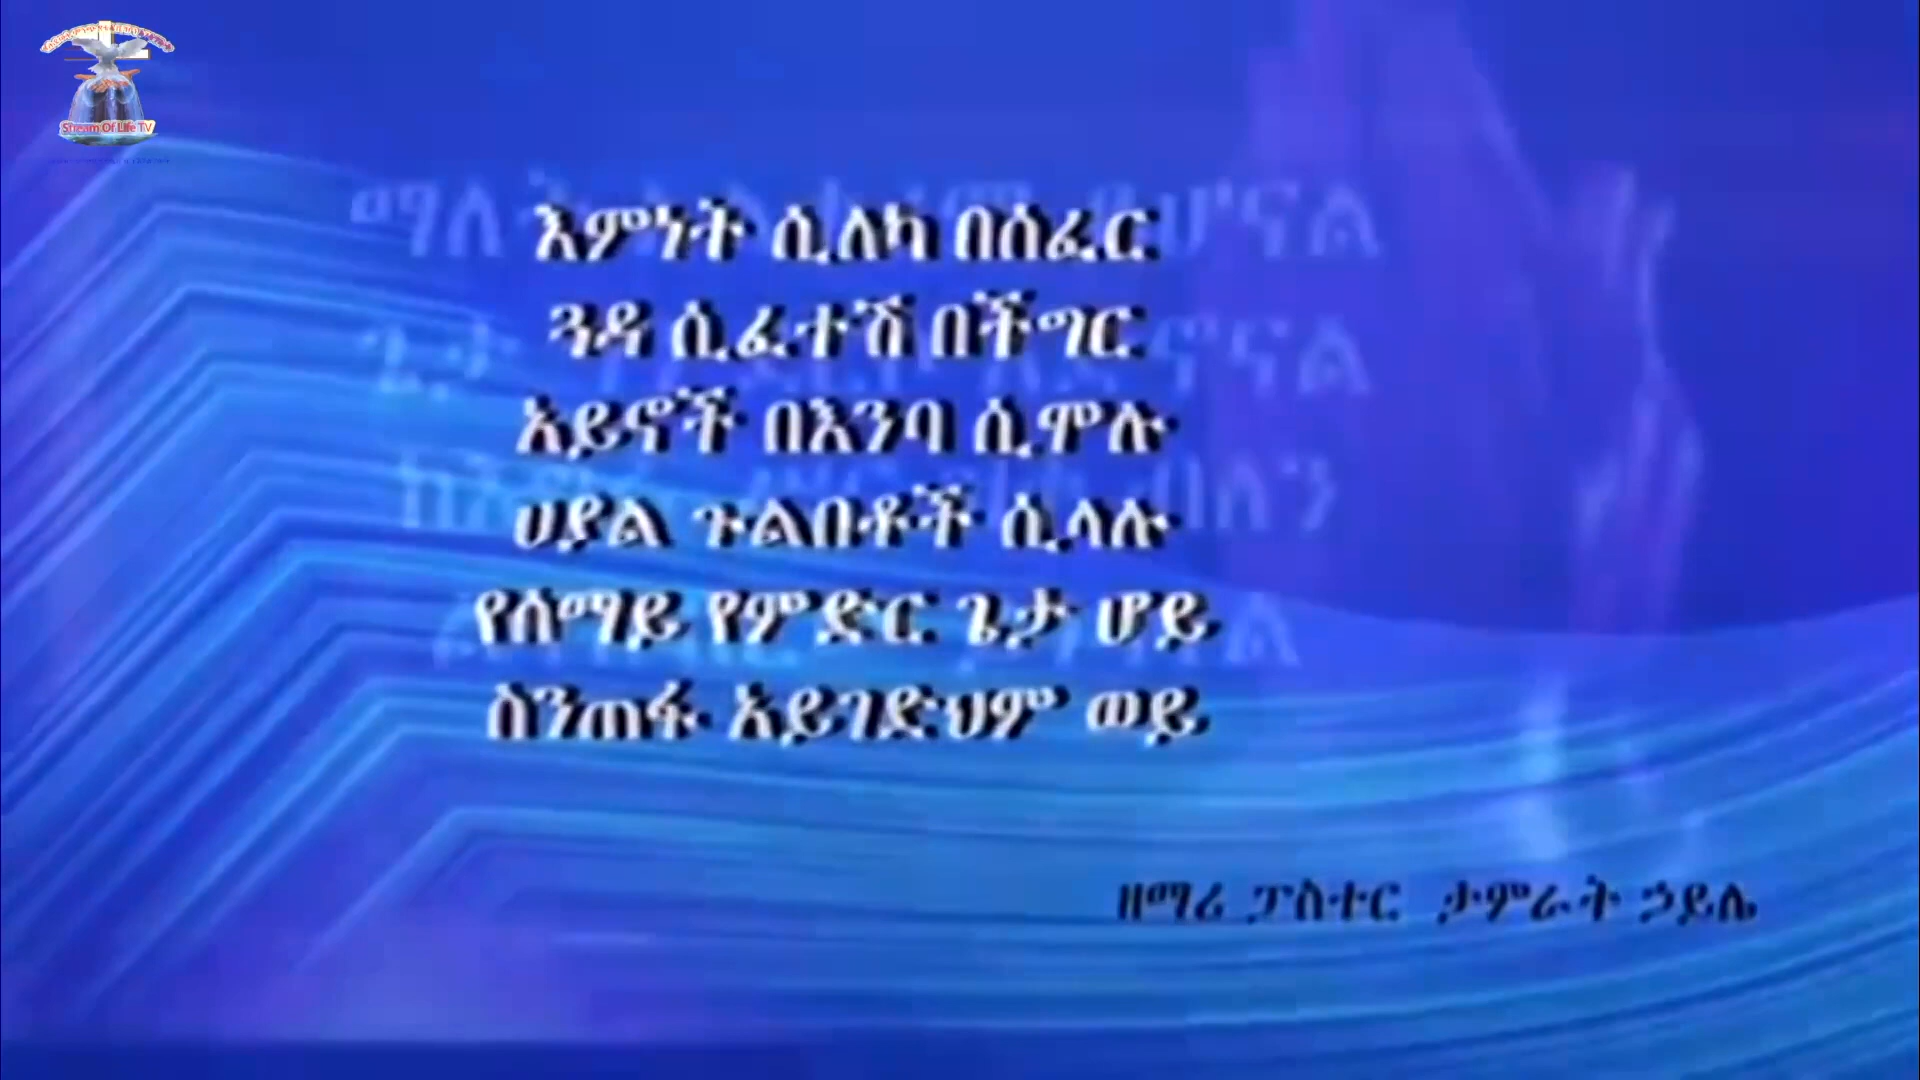 Stream Of Life TV
እምነት ሲለካ በሰፈር
ጓዳ ሲፈተሽ በችግር
አይኖች በእንባ ሲሞሉ
ሀያል ጉልበቶች ሲላሉ
የሰማይ የምድር ጌታ ሆይ
ስንጠፋ አይገድህም ወይ
ዘማሪ ፓስተር ታምራት ኃይሌ